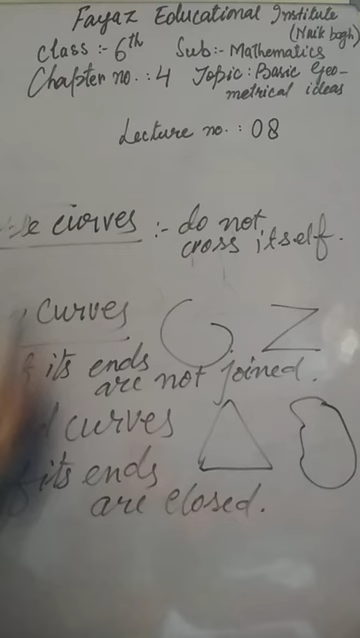 Fayaz Educational Institute
(Naik bagh)
Class :- 6th Sub:- Mathematics
Chapter no. : 4 Topic : Basic Geo-
metrical ideas
Lecture no. : 08
curves :- do not
cross itself.
curves
its ends
are not joined.
curves
its ends
are closed.